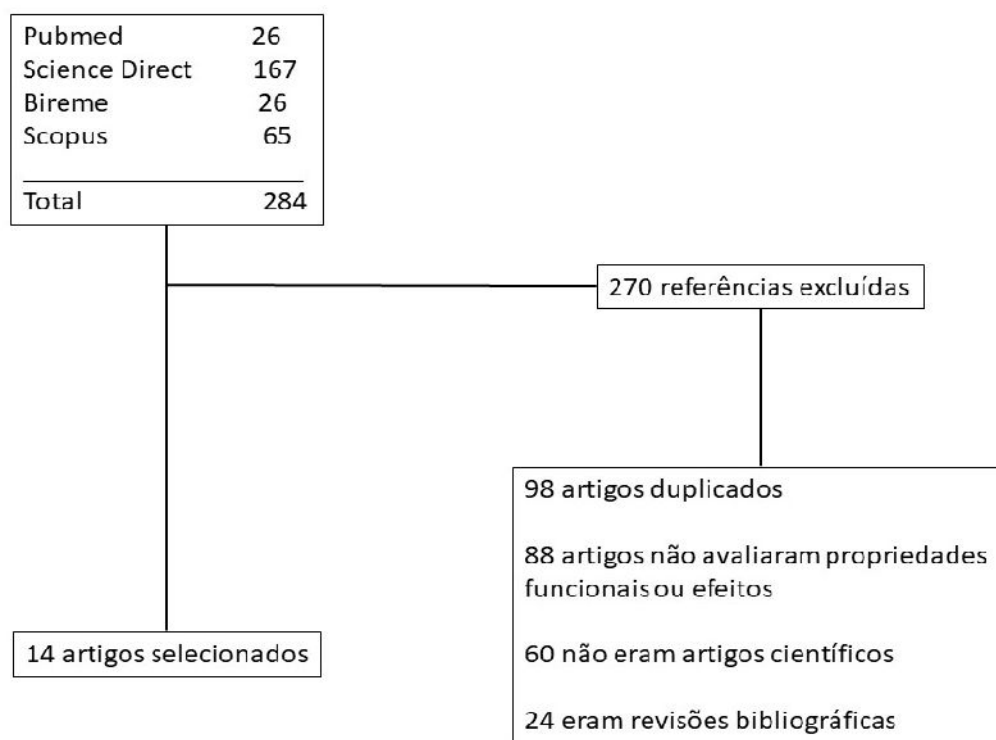 Pubmed 26
Science Direct 167
Bireme 26
Scopus 65
Total 284
270 referências excluídas
98 artigos duplicados
88 artigos não avaliaram propriedades
funcionais ou efeitos
60 não eram artigos científicos
24 eram revisões bibliográficas
14 artigos selecionados